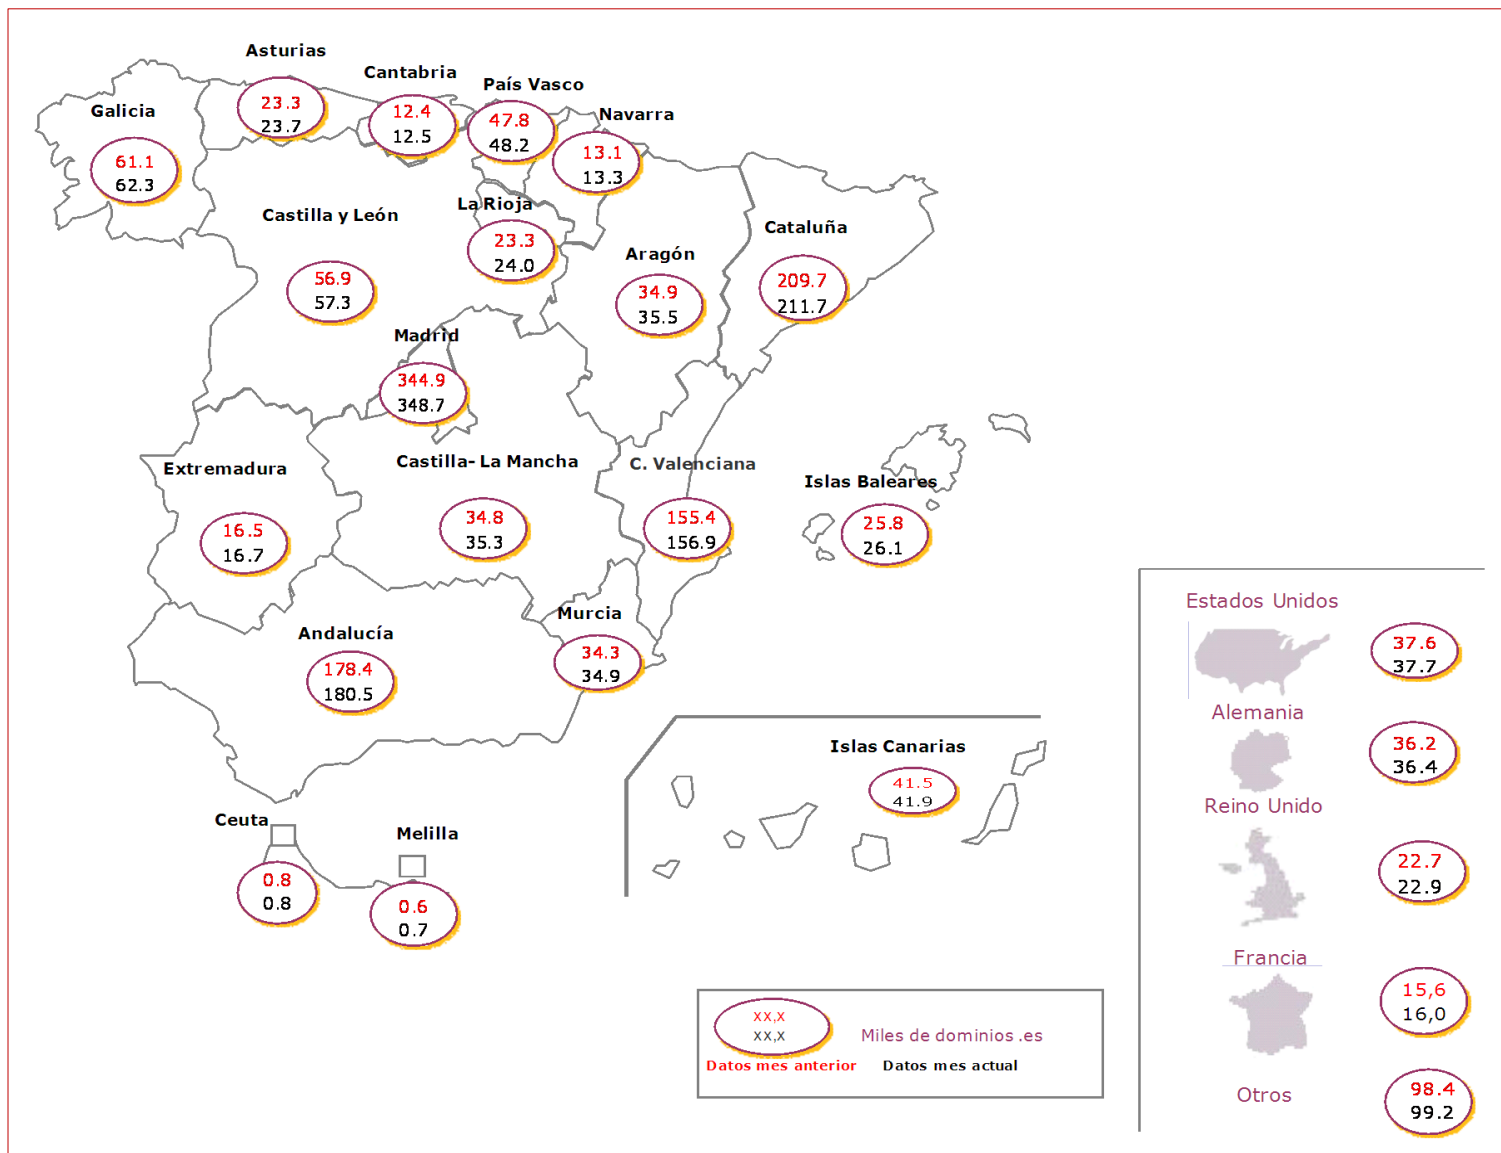 Asturias
23.3
23.7
Cantabria
12.4
12.5
País Vasco
47.8
48.2
Navarra
13.1
13.3
Galicia
61.1
62.3
Castilla y León
56.9
57.3
La Rioja
23.3
24.0
Aragón
34.9
35.5
Cataluña
209.7
211.7
Madrid
344.9
348.7
Extremadura
16.5
16.7
Castilla- La Mancha
34.8
35.3
C. Valenciana
155.4
156.9
Islas Baleares
25.8
26.1
Andalucía
178.4
180.5
Murcia
34.3
34.9
Islas Canarias
41.5
41.9
Ceuta
0.8
0.8
Melilla
0.6
0.7
Estados Unidos
37.6
37.7
Alemania
36.2
36.4
Reino Unido
22.7
22.9
Francia
15,6
16,0
Otros
98.4
99.2
xx,x
xx,x
Miles de dominios .es
Datos mes anterior
Datos mes actual